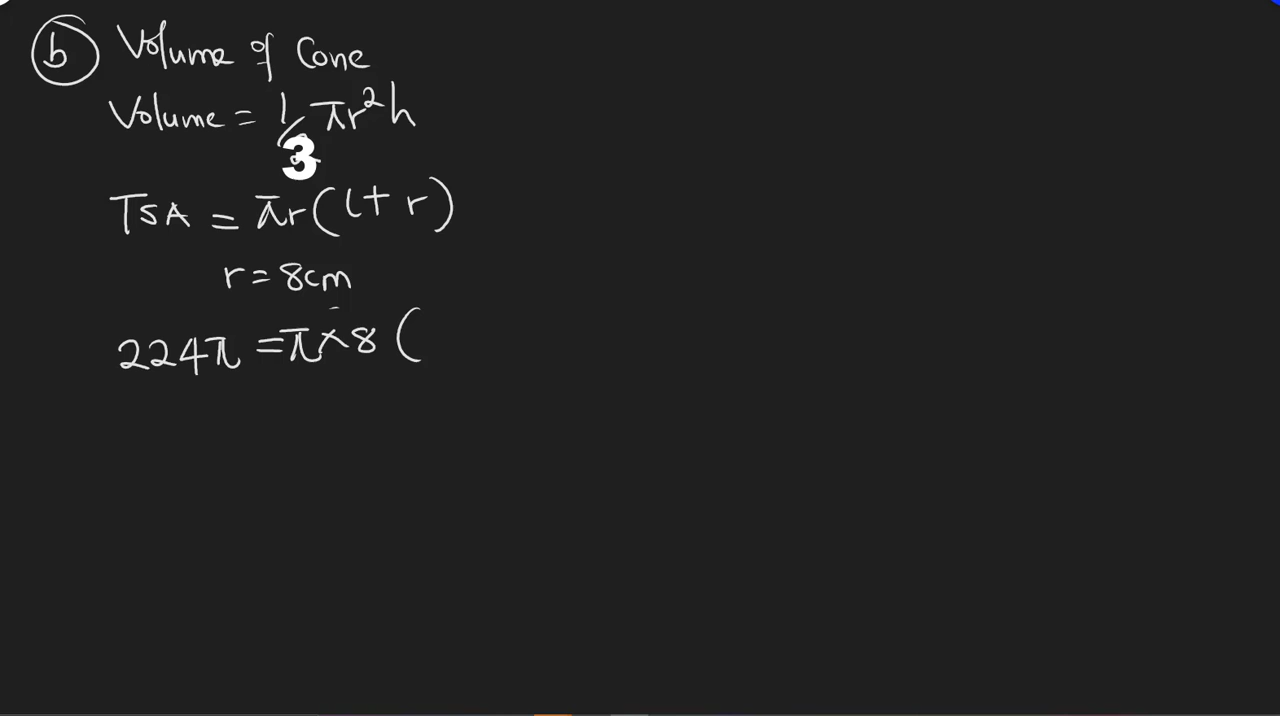 b Volume of Cone
Volume = 1/3 πr²h
TSA = πr(l + r)
r = 8cm
224π = π × 8 (